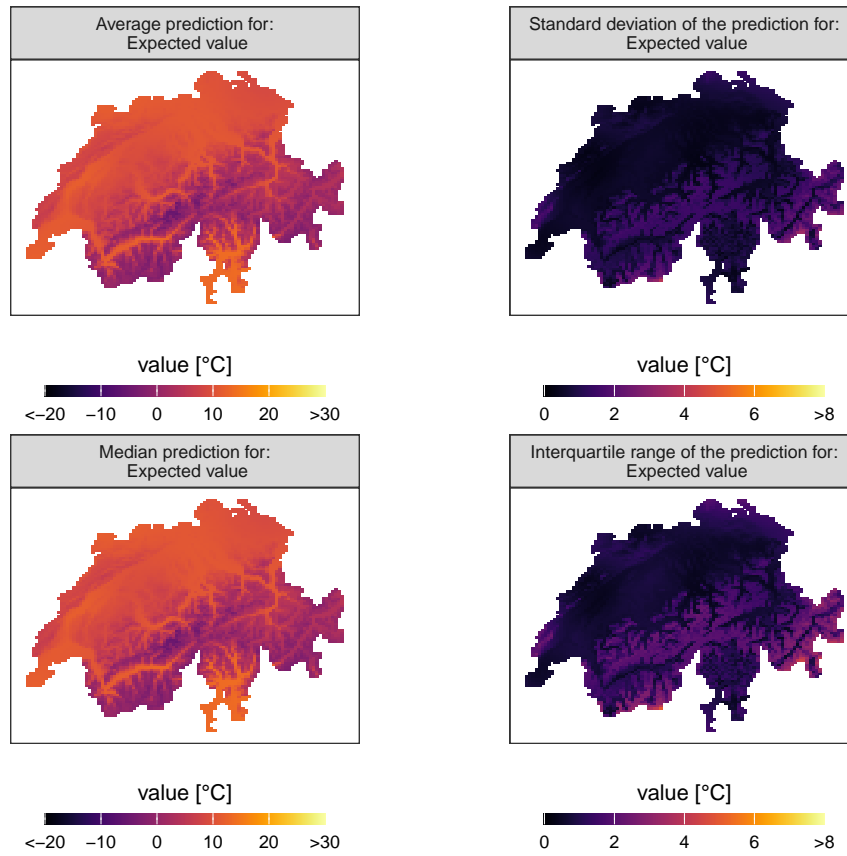 Average prediction for:
Expected value
Standard deviation of the prediction for:
Expected value
value [°C]
<−20 −10 0 10 20 >30
value [°C]
0 2 4 6 >8
Median prediction for:
Expected value
Interquartile range of the prediction for:
Expected value
value [°C]
<−20 −10 0 10 20 >30
value [°C]
0 2 4 6 >8